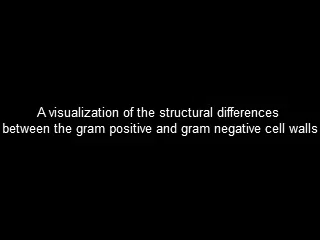 A visualization of the structural differences
between the gram positive and gram negative cell walls